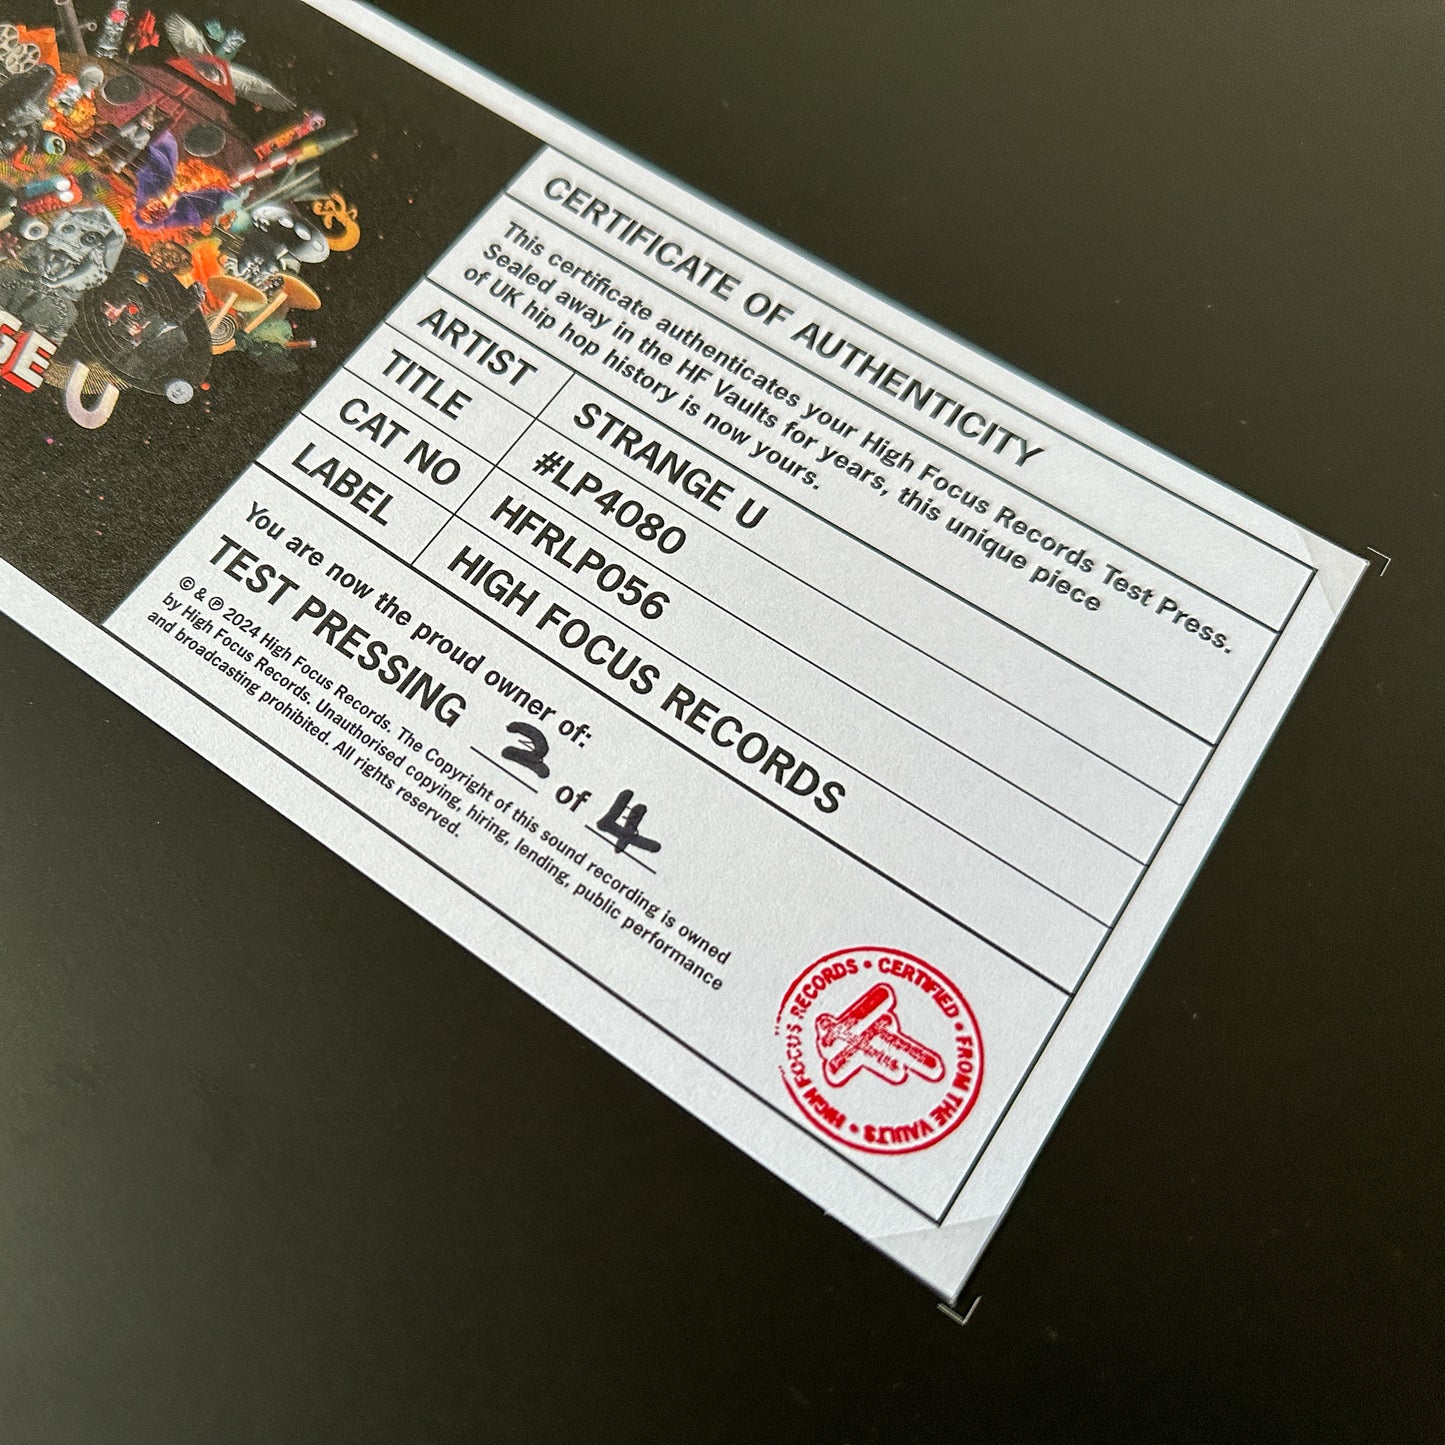 GE U
CERTIFICATE OF AUTHENTICITY
This certificate authenticates your High Focus Records Test Press.
Sealed away in the HF Vaults for years, this unique piece
of UK hip hop history is now yours.
ARTIST STRANGE U
TITLE #LP4080
CAT NO HFRLP056
LABEL HIGH FOCUS RECORDS
You are now the proud owner of:
TEST PRESSING 2 of 4
© & ℗ 2024 High Focus Records. The Copyright of this sound recording is owned
by High Focus Records. Unauthorised copying, hiring, lending, public performance
and broadcasting prohibited. All rights reserved.
HIGH FOCUS RECORDS • CERTIFIED • FROM THE VAULTS •